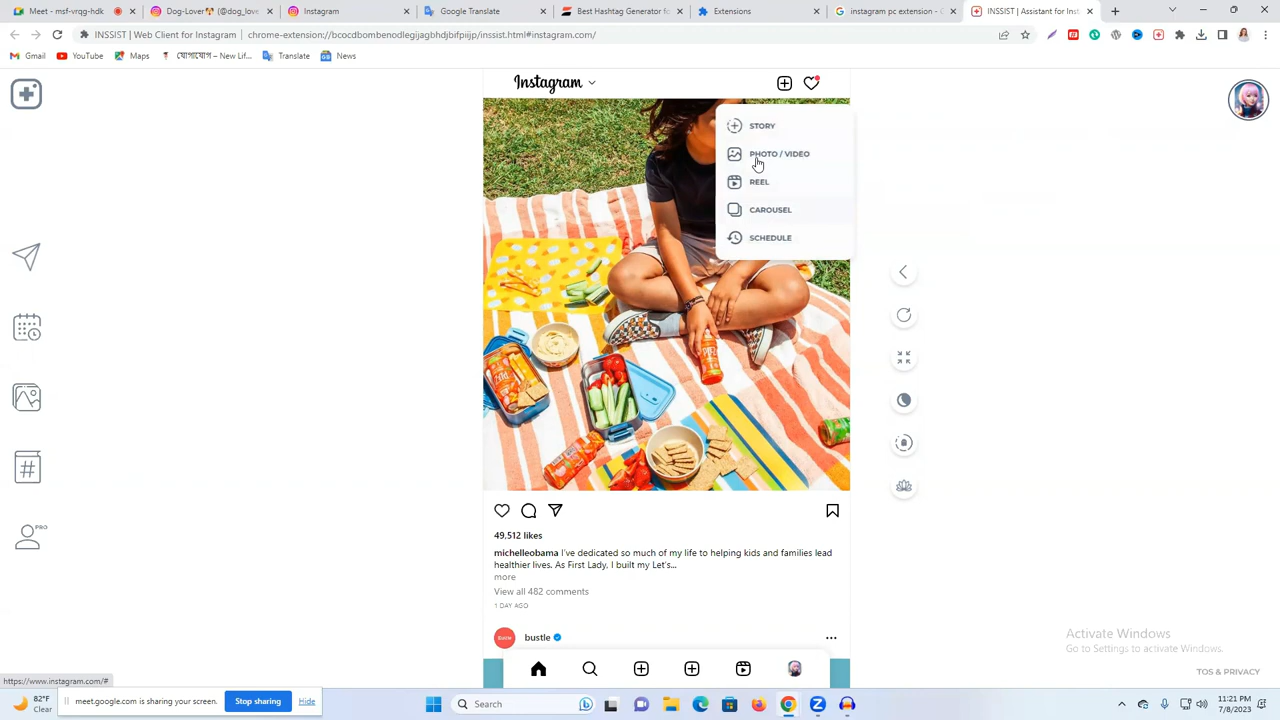 Meet - msf-vrqq-hdk
Dog-Lover🐶 (@dog_love
Instagram
Google Translate
Best Hashtag Generator fo
Extensions
instagram pc extension - G
INSSIST | Assistant for Inst
INSSIST | Web Client for Instagram | chrome-extension://bcocdbombenodlegijagbhdjbifpiijp/inssist.html#instagram.com/
Gmail
YouTube
Maps
যোগাযোগ – New Lif...
Translate
News
Instagram
STORY
PHOTO / VIDEO
REEL
CAROUSEL
SCHEDULE
PRO
49,512 likes
michelleobama I've dedicated so much of my life to helping kids and families lead
healthier lives. As First Lady, I built my Let's...
more
View all 482 comments
1 DAY AGO
bustle
Activate Windows
Go to Settings to activate Windows.
TOS & PRIVACY
https://www.instagram.com/#
82°F
Clear
meet.google.com is sharing your screen.
Stop sharing
Hide
Search
11:21 PM
7/8/2023